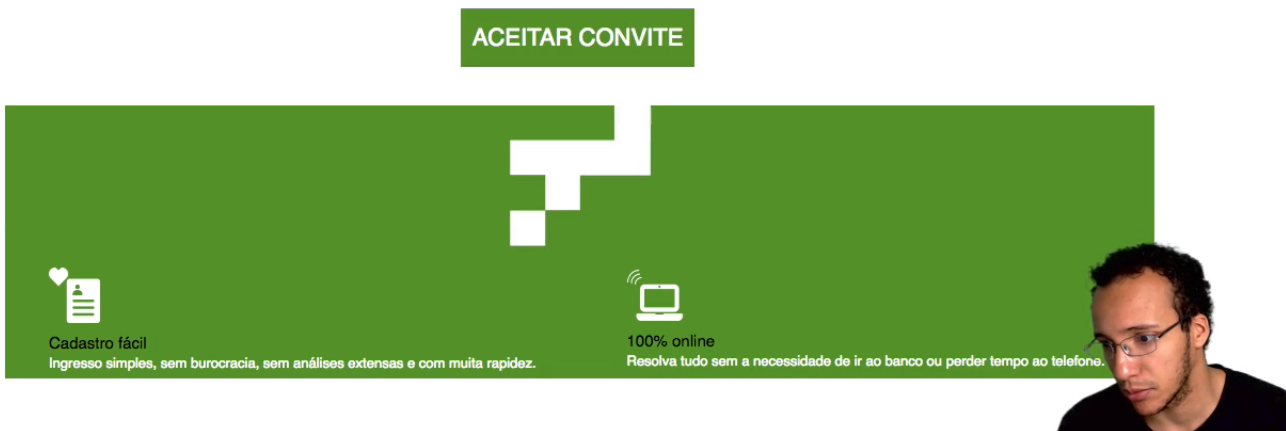 ACEITAR CONVITE
Cadastro fácil
Ingresso simples, sem burocracia, sem análises extensas e com muita rapidez.
100% online
Resolva tudo sem a necessidade de ir ao banco ou perder tempo ao telefone.